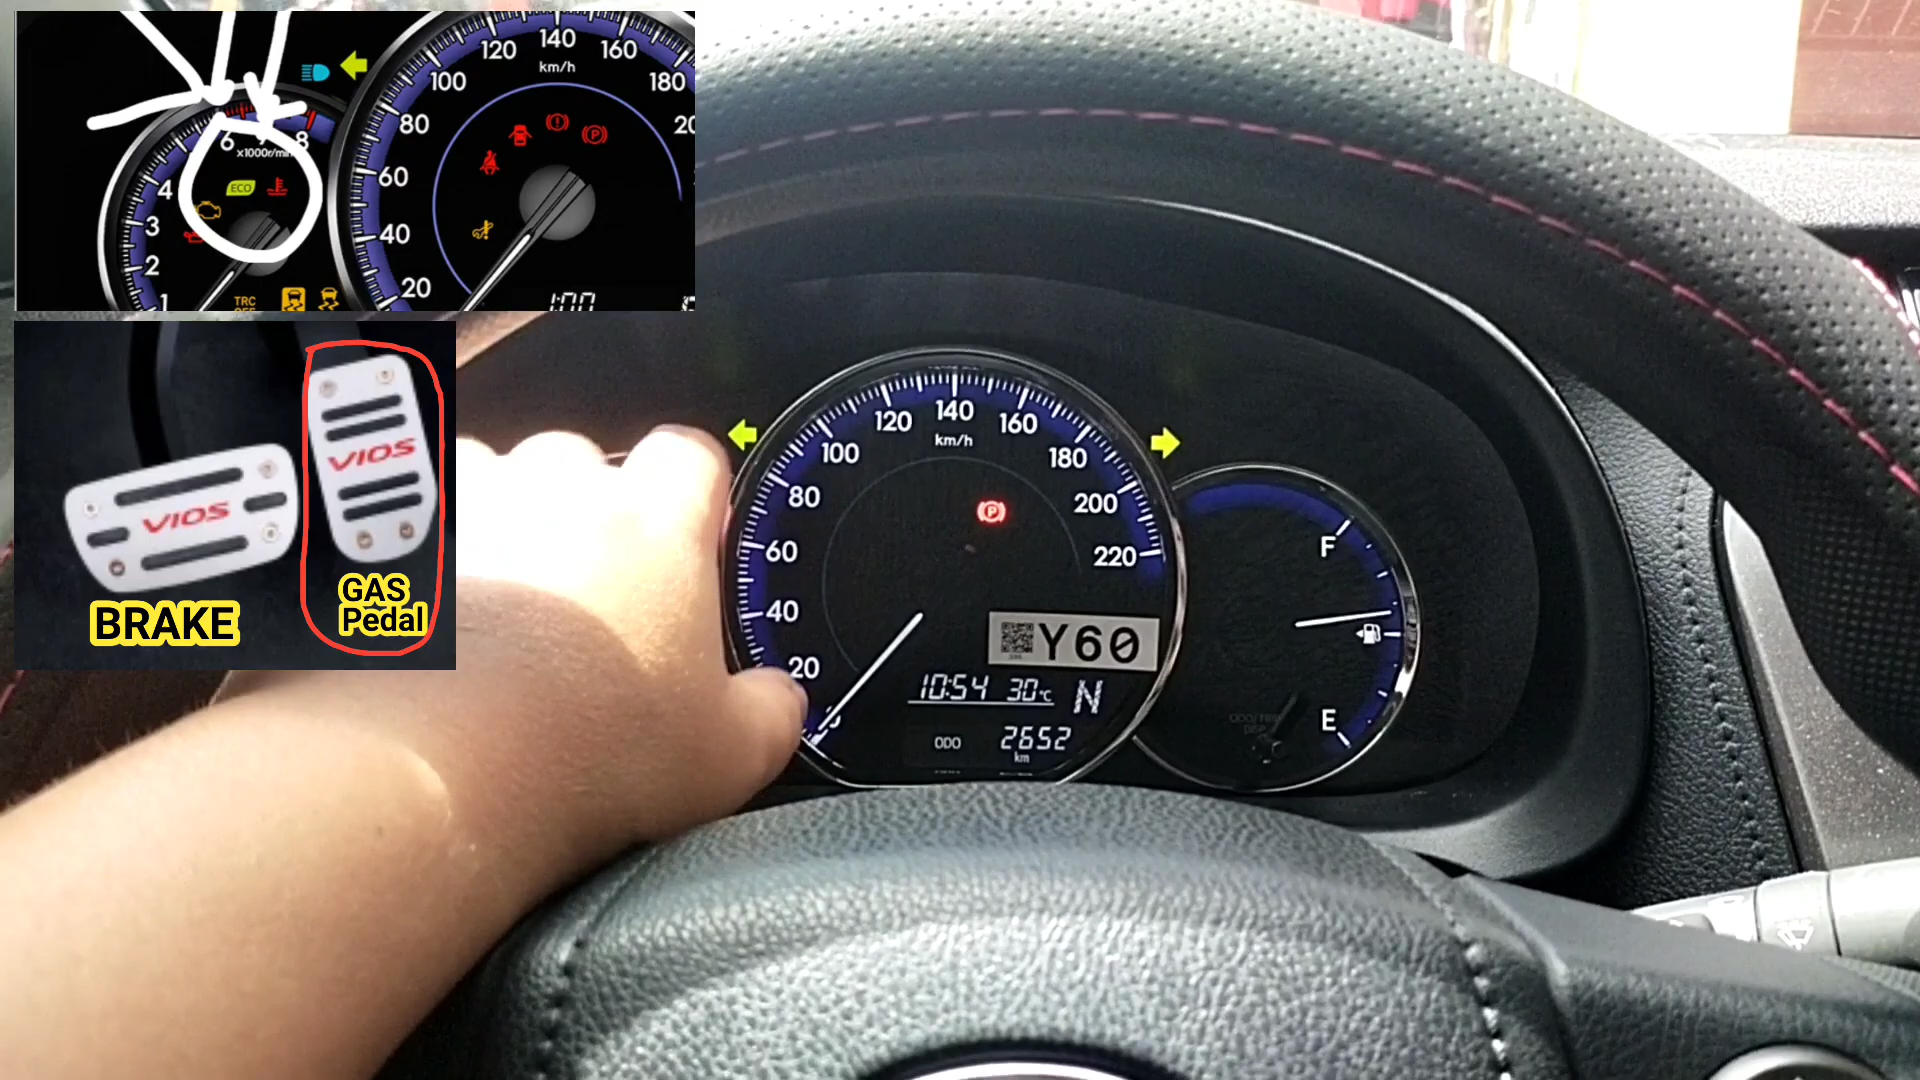 120 140 160
km/h
100 180
80 20
6 8
x1000r/min
60
4 ECO
3 40
2
1 20
TRC
1:00
VIOS
VIOS
GAS
Pedal
BRAKE
120 140 160
km/h
100 180
80 200
60 220
P
40
20
Y60
10:54 30°C N
ODO 2652
km
F
E
ODO/TRIP